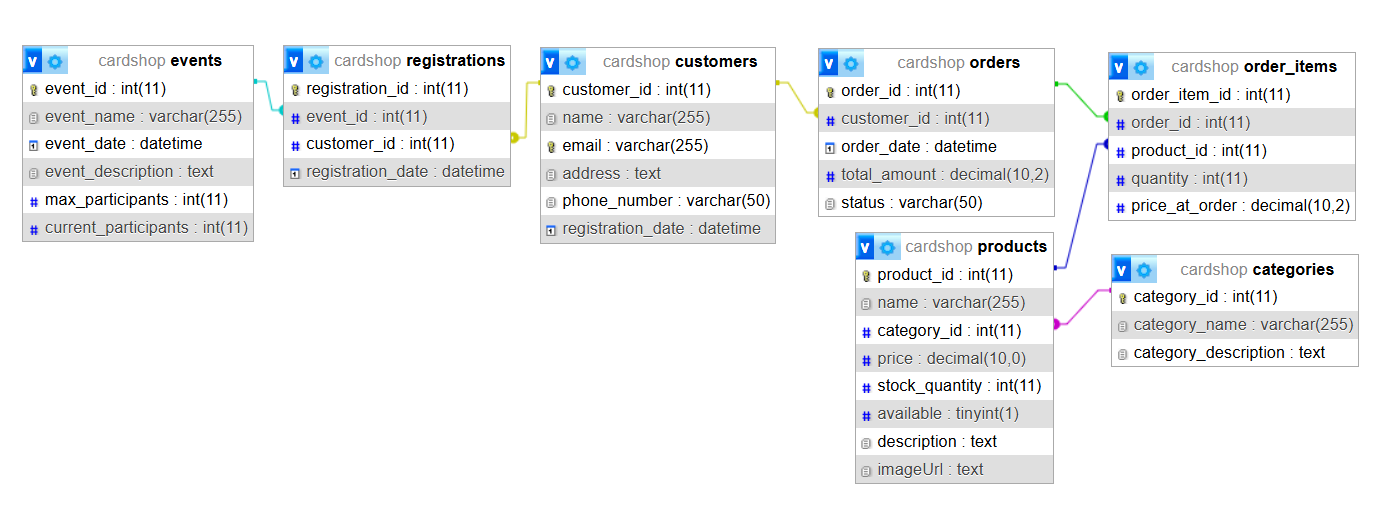 v cardshop events
event_id : int(11)
event_name : varchar(255)
event_date : datetime
event_description : text
# max_participants : int(11)
# current_participants : int(11)
v cardshop registrations
registration_id : int(11)
# event_id : int(11)
# customer_id : int(11)
registration_date : datetime
v cardshop customers
customer_id : int(11)
name : varchar(255)
email : varchar(255)
address : text
phone_number : varchar(50)
registration_date : datetime
v cardshop orders
order_id : int(11)
# customer_id : int(11)
order_date : datetime
# total_amount : decimal(10,2)
status : varchar(50)
v cardshop order_items
order_item_id : int(11)
# order_id : int(11)
# product_id : int(11)
# quantity : int(11)
# price_at_order : decimal(10,2)
v cardshop products
product_id : int(11)
name : varchar(255)
# category_id : int(11)
# price : decimal(10,0)
# stock_quantity : int(11)
# available : tinyint(1)
description : text
imageUrl : text
v cardshop categories
category_id : int(11)
category_name : varchar(255)
category_description : text